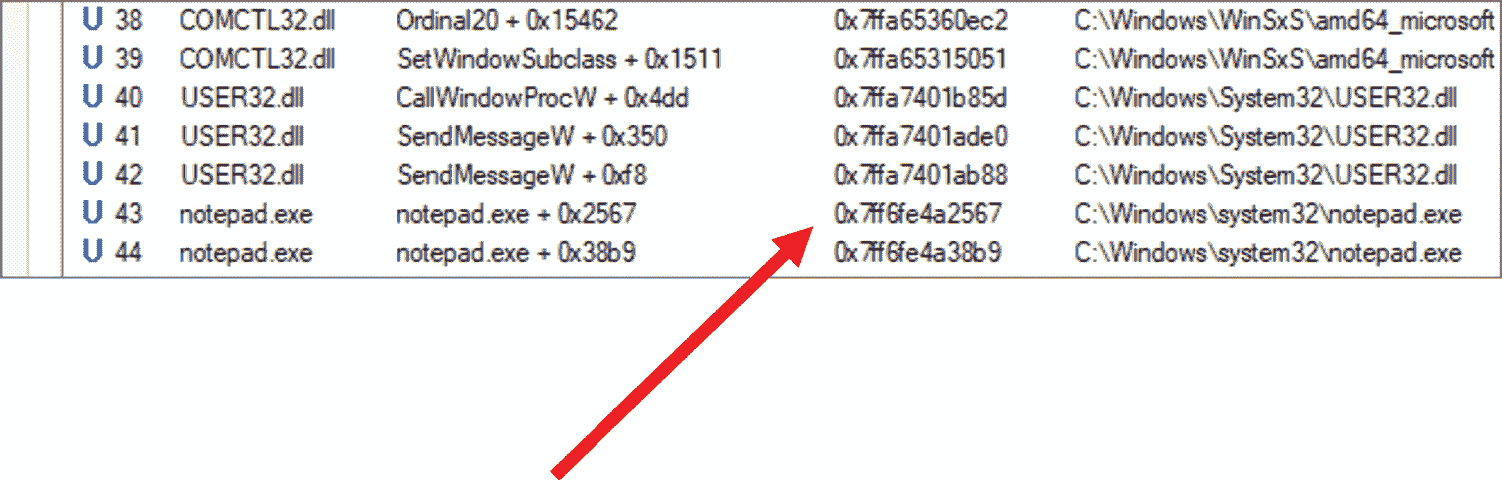 U 38 COMCTL32.dll Ordinal20 + 0x15462 0x7ffa65360ec2 C:\Windows\WinSxS\amd64_microsoft
U 39 COMCTL32.dll SetWindowSubclass + 0x1511 0x7ffa65315051 C:\Windows\WinSxS\amd64_microsoft
U 40 USER32.dll CallWindowProcW + 0x4dd 0x7ffa7401b85d C:\Windows\System32\USER32.dll
U 41 USER32.dll SendMessageW + 0x350 0x7ffa7401ade0 C:\Windows\System32\USER32.dll
U 42 USER32.dll SendMessageW + 0xf8 0x7ffa7401ab88 C:\Windows\System32\USER32.dll
U 43 notepad.exe notepad.exe + 0x2567 0x7ff6fe4a2567 C:\Windows\system32\notepad.exe
U 44 notepad.exe notepad.exe + 0x38b9 0x7ff6fe4a38b9 C:\Windows\system32\notepad.exe